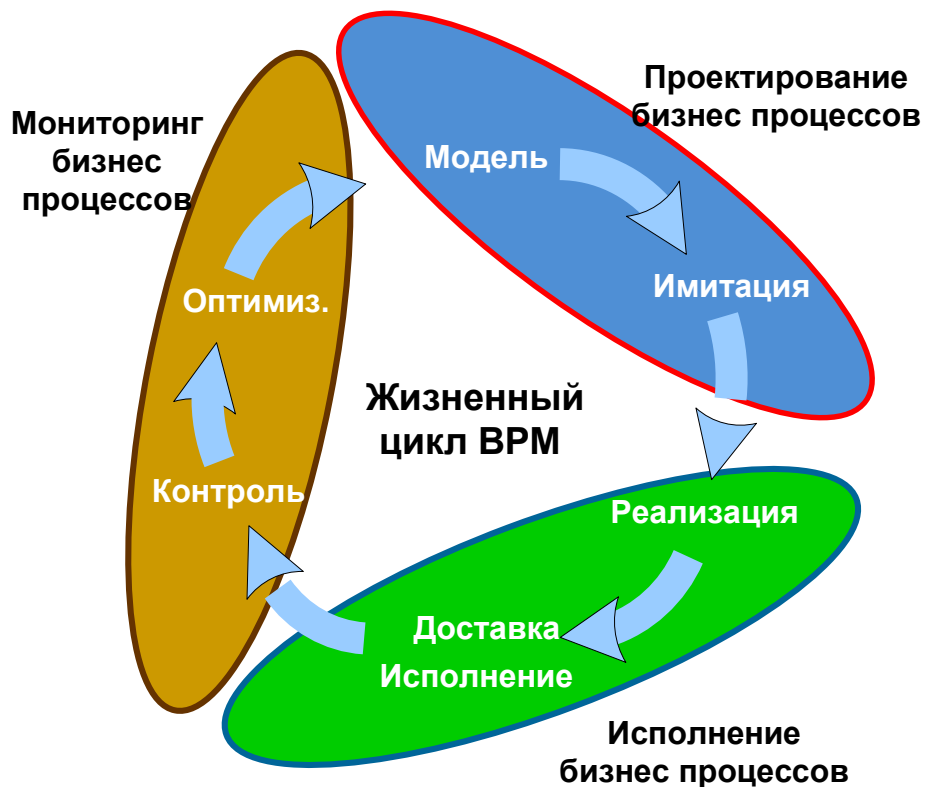 Проектирование
бизнес процессов
Мониторинг
бизнес
процессов
Модель
Имитация
Оптимиз.
Жизненный
цикл BPM
Контроль
Реализация
Доставка
Исполнение
Исполнение
бизнес процессов